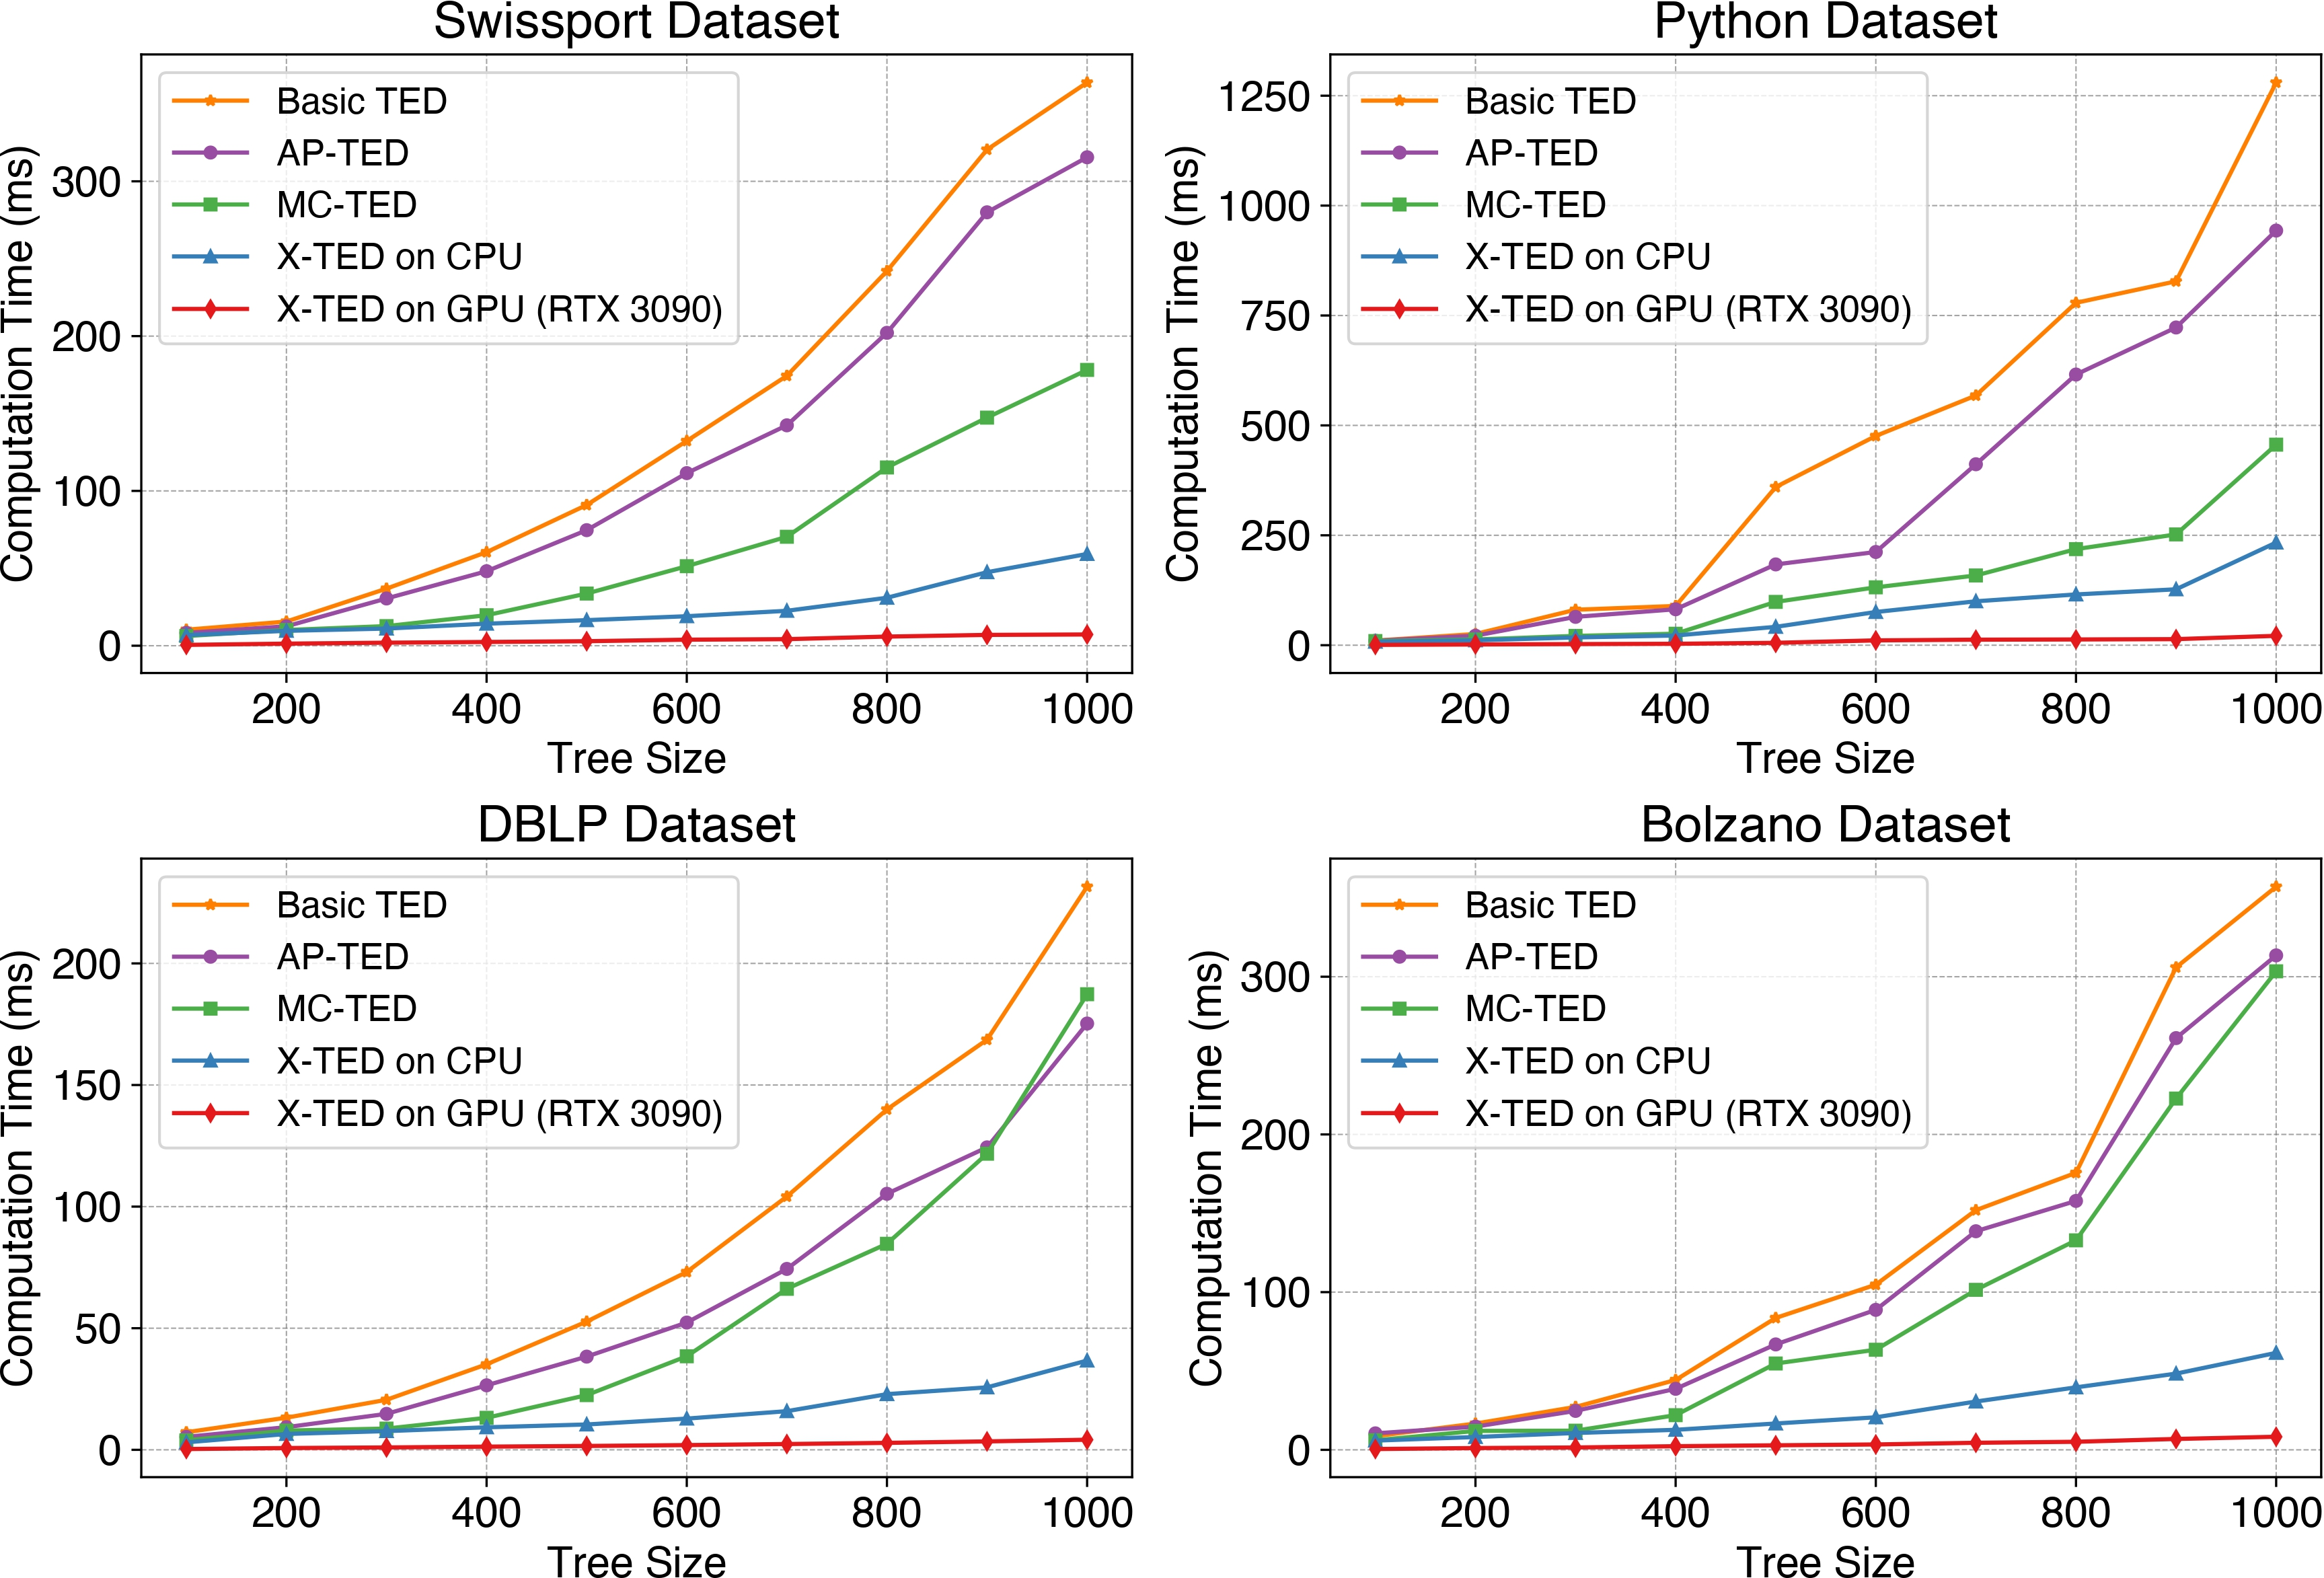 Swissport Dataset
Computation Time (ms)
300
200
100
0
Basic TED
AP-TED
MC-TED
X-TED on CPU
X-TED on GPU (RTX 3090)
200 400 600 800 1000
Tree Size
Python Dataset
Computation Time (ms)
1250
1000
750
500
250
0
Basic TED
AP-TED
MC-TED
X-TED on CPU
X-TED on GPU (RTX 3090)
200 400 600 800 1000
Tree Size
DBLP Dataset
Computation Time (ms)
200
150
100
50
0
Basic TED
AP-TED
MC-TED
X-TED on CPU
X-TED on GPU (RTX 3090)
200 400 600 800 1000
Tree Size
Bolzano Dataset
Computation Time (ms)
300
200
100
0
Basic TED
AP-TED
MC-TED
X-TED on CPU
X-TED on GPU (RTX 3090)
200 400 600 800 1000
Tree Size